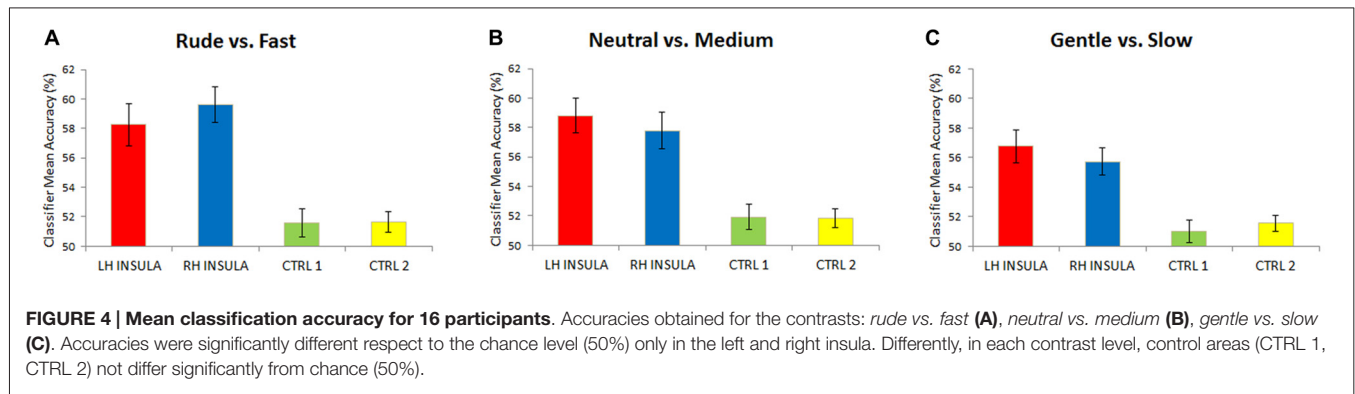 A Rude vs. Fast
Classifier Mean Accuracy (%)
62
60
58
56
54
52
50
LH INSULA RH INSULA CTRL 1 CTRL 2
B Neutral vs. Medium
Classifier Mean Accuracy (%)
62
60
58
56
54
52
50
LH INSULA RH INSULA CTRL 1 CTRL 2
C Gentle vs. Slow
Classifier Mean Accuracy (%)
62
60
58
56
54
52
50
LH INSULA RH INSULA CTRL 1 CTRL 2
FIGURE 4 | Mean classification accuracy for 16 participants. Accuracies obtained for the contrasts: rude vs. fast (A), neutral vs. medium (B), gentle vs. slow
(C). Accuracies were significantly different respect to the chance level (50%) only in the left and right insula. Differently, in each contrast level, control areas (CTRL 1,
CTRL 2) not differ significantly from chance (50%).